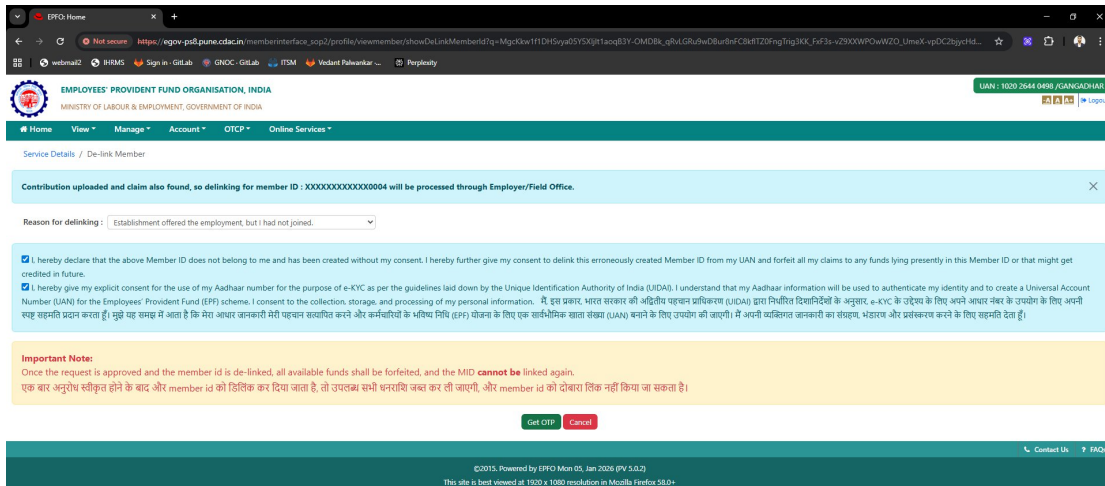 EPFO: Home
Not secure https://egov-ps8.pune.cdac.in/memberinterface_sop2/profile/viewmember/showDeLinkMemberId?q=
webmail2 IHRMS Sign in · GitLab GNOC · GitLab ITSM Vedant Palwankar -... Perplexity
EMPLOYEES' PROVIDENT FUND ORGANISATION, INDIA
MINISTRY OF LABOUR & EMPLOYMENT, GOVERNMENT OF INDIA
UAN : 1020 2644 0498 /GANGADHAR
-A A A+ Logou
Home View Manage Account OTCP Online Services
Service Details / De-link Member
Contribution uploaded and claim also found, so delinking for member ID : XXXXXXXXXXXX0004 will be processed through Employer/Field Office.
Reason for delinking : Establishment offered the employment, but I had not joined.
I, hereby declare that the above Member ID does not belong to me and has been created without my consent. I hereby further give my consent to delink this erroneously created Member ID from my UAN and forfeit all my claims to any funds lying presently in this Member ID or that might get
credited in future.
I, hereby give my explicit consent for the use of my Aadhaar number for the purpose of e-KYC as per the guidelines laid down by the Unique Identification Authority of India (UIDAI). I understand that my Aadhaar information will be used to authenticate my identity and to create a Universal Account
Number (UAN) for the Employees' Provident Fund (EPF) scheme. I consent to the collection, storage, and processing of my personal information. मैं, इस प्रकार, भारत सरकार की अद्वितीय पहचान प्राधिकरण (UIDAI) द्वारा निर्धारित दिशानिर्देशों के अनुसार, e-KYC के उद्देश्य के लिए अपने आधार नंबर के उपयोग के लिए अपनी
स्पष्ट सहमति प्रदान करता हूँ। मुझे यह समझ में आता है कि मेरा आधार जानकारी मेरी पहचान सत्यापित करने और कर्मचारियों के भविष्य निधि (EPF) योजना के लिए एक सार्वभौमिक खाता संख्या (UAN) बनाने के लिए उपयोग की जाएगी। मैं अपनी व्यक्तिगत जानकारी का संग्रहण, भंडारण और प्रसंस्करण करने के लिए सहमति देता हूँ।
Important Note:
Once the request is approved and the member id is de-linked, all available funds shall be forfeited, and the MID cannot be linked again.
एक बार अनुरोध स्वीकृत होने के बाद और member id को डिलिंक कर दिया जाता है, तो उपलब्ध सभी धनराशि जब्त कर ली जाएगी, और member id को दोबारा लिंक नहीं किया जा सकता है।
Get OTP Cancel
Contact Us ? FAQs
©2015. Powered by EPFO Mon 05, Jan 2026 (PV 5.0.2)
This site is best viewed at 1920 x 1080 resolution in Mozilla Firefox 58.0+